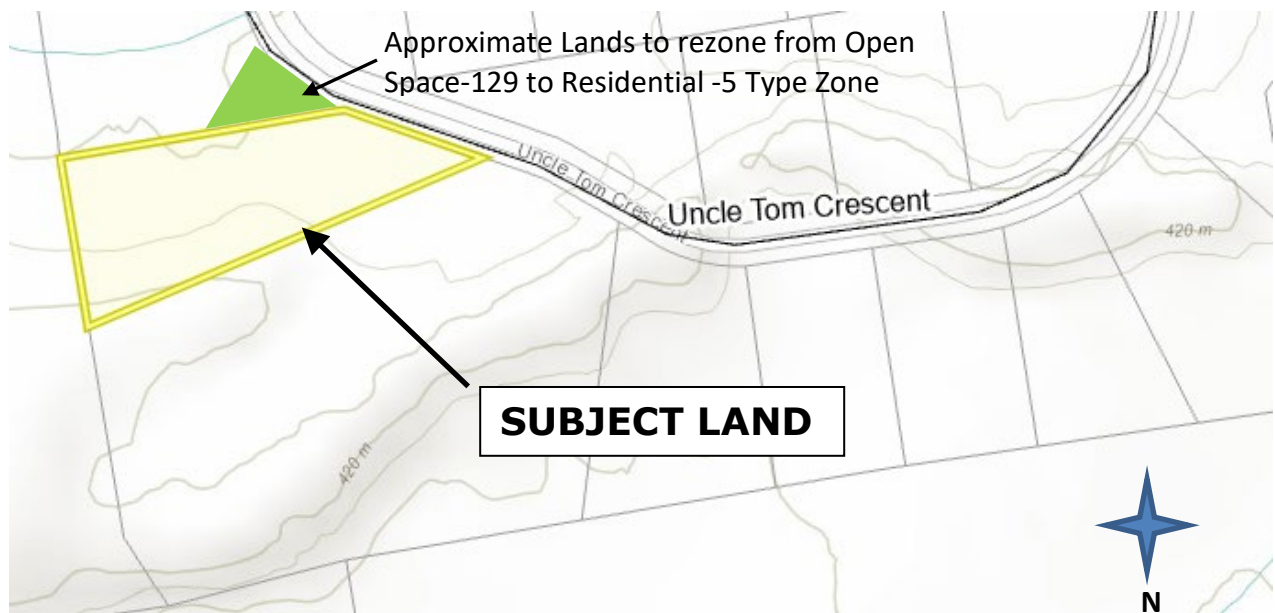 Approximate Lands to rezone from Open
Space-129 to Residential -5 Type Zone
Uncle Tom Crescent
Uncle Tom Crescent
420 m
SUBJECT LAND
420 m
N